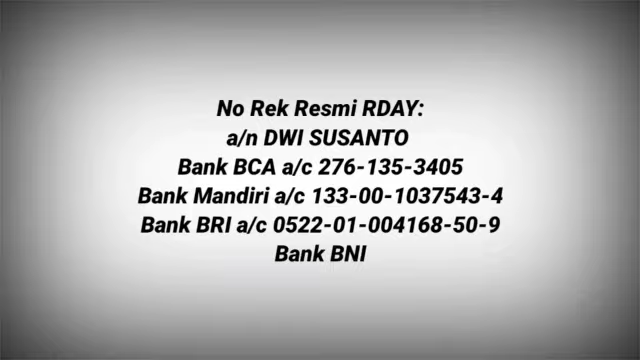 No Rek Resmi RDAY:
a/n DWI SUSANTO
Bank BCA a/c 276-135-3405
Bank Mandiri a/c 133-00-1037543-4
Bank BRI a/c 0522-01-004168-50-9
Bank BNI